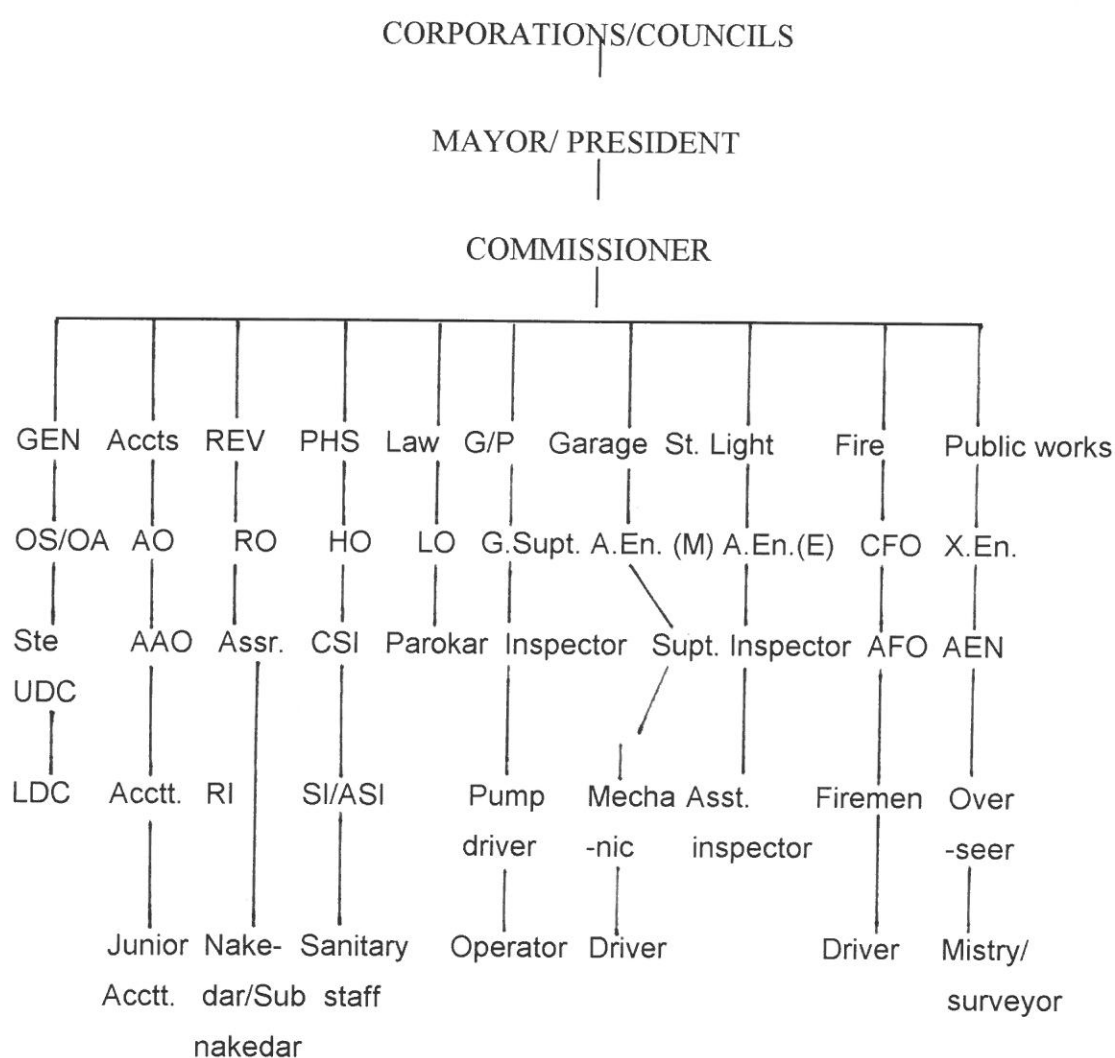 CORPORATIONS/COUNCILS
MAYOR/ PRESIDENT
COMMISSIONER
GEN Accts REV PHS Law G/P Garage St. Light Fire Public works
OS/OA AO RO HO LO G.Supt. A.En. (M) A.En.(E) CFO X.En.
Ste AAO Assr. CSI Parokar Inspector Supt. Inspector AFO AEN
UDC
LDC Acctt. RI SI/ASI Pump Mecha Asst. Firemen Over
driver -nic inspector -seer
Junior Nake- Sanitary Operator Driver Driver Mistry/
Acctt. dar/Sub staff surveyor
nakedar